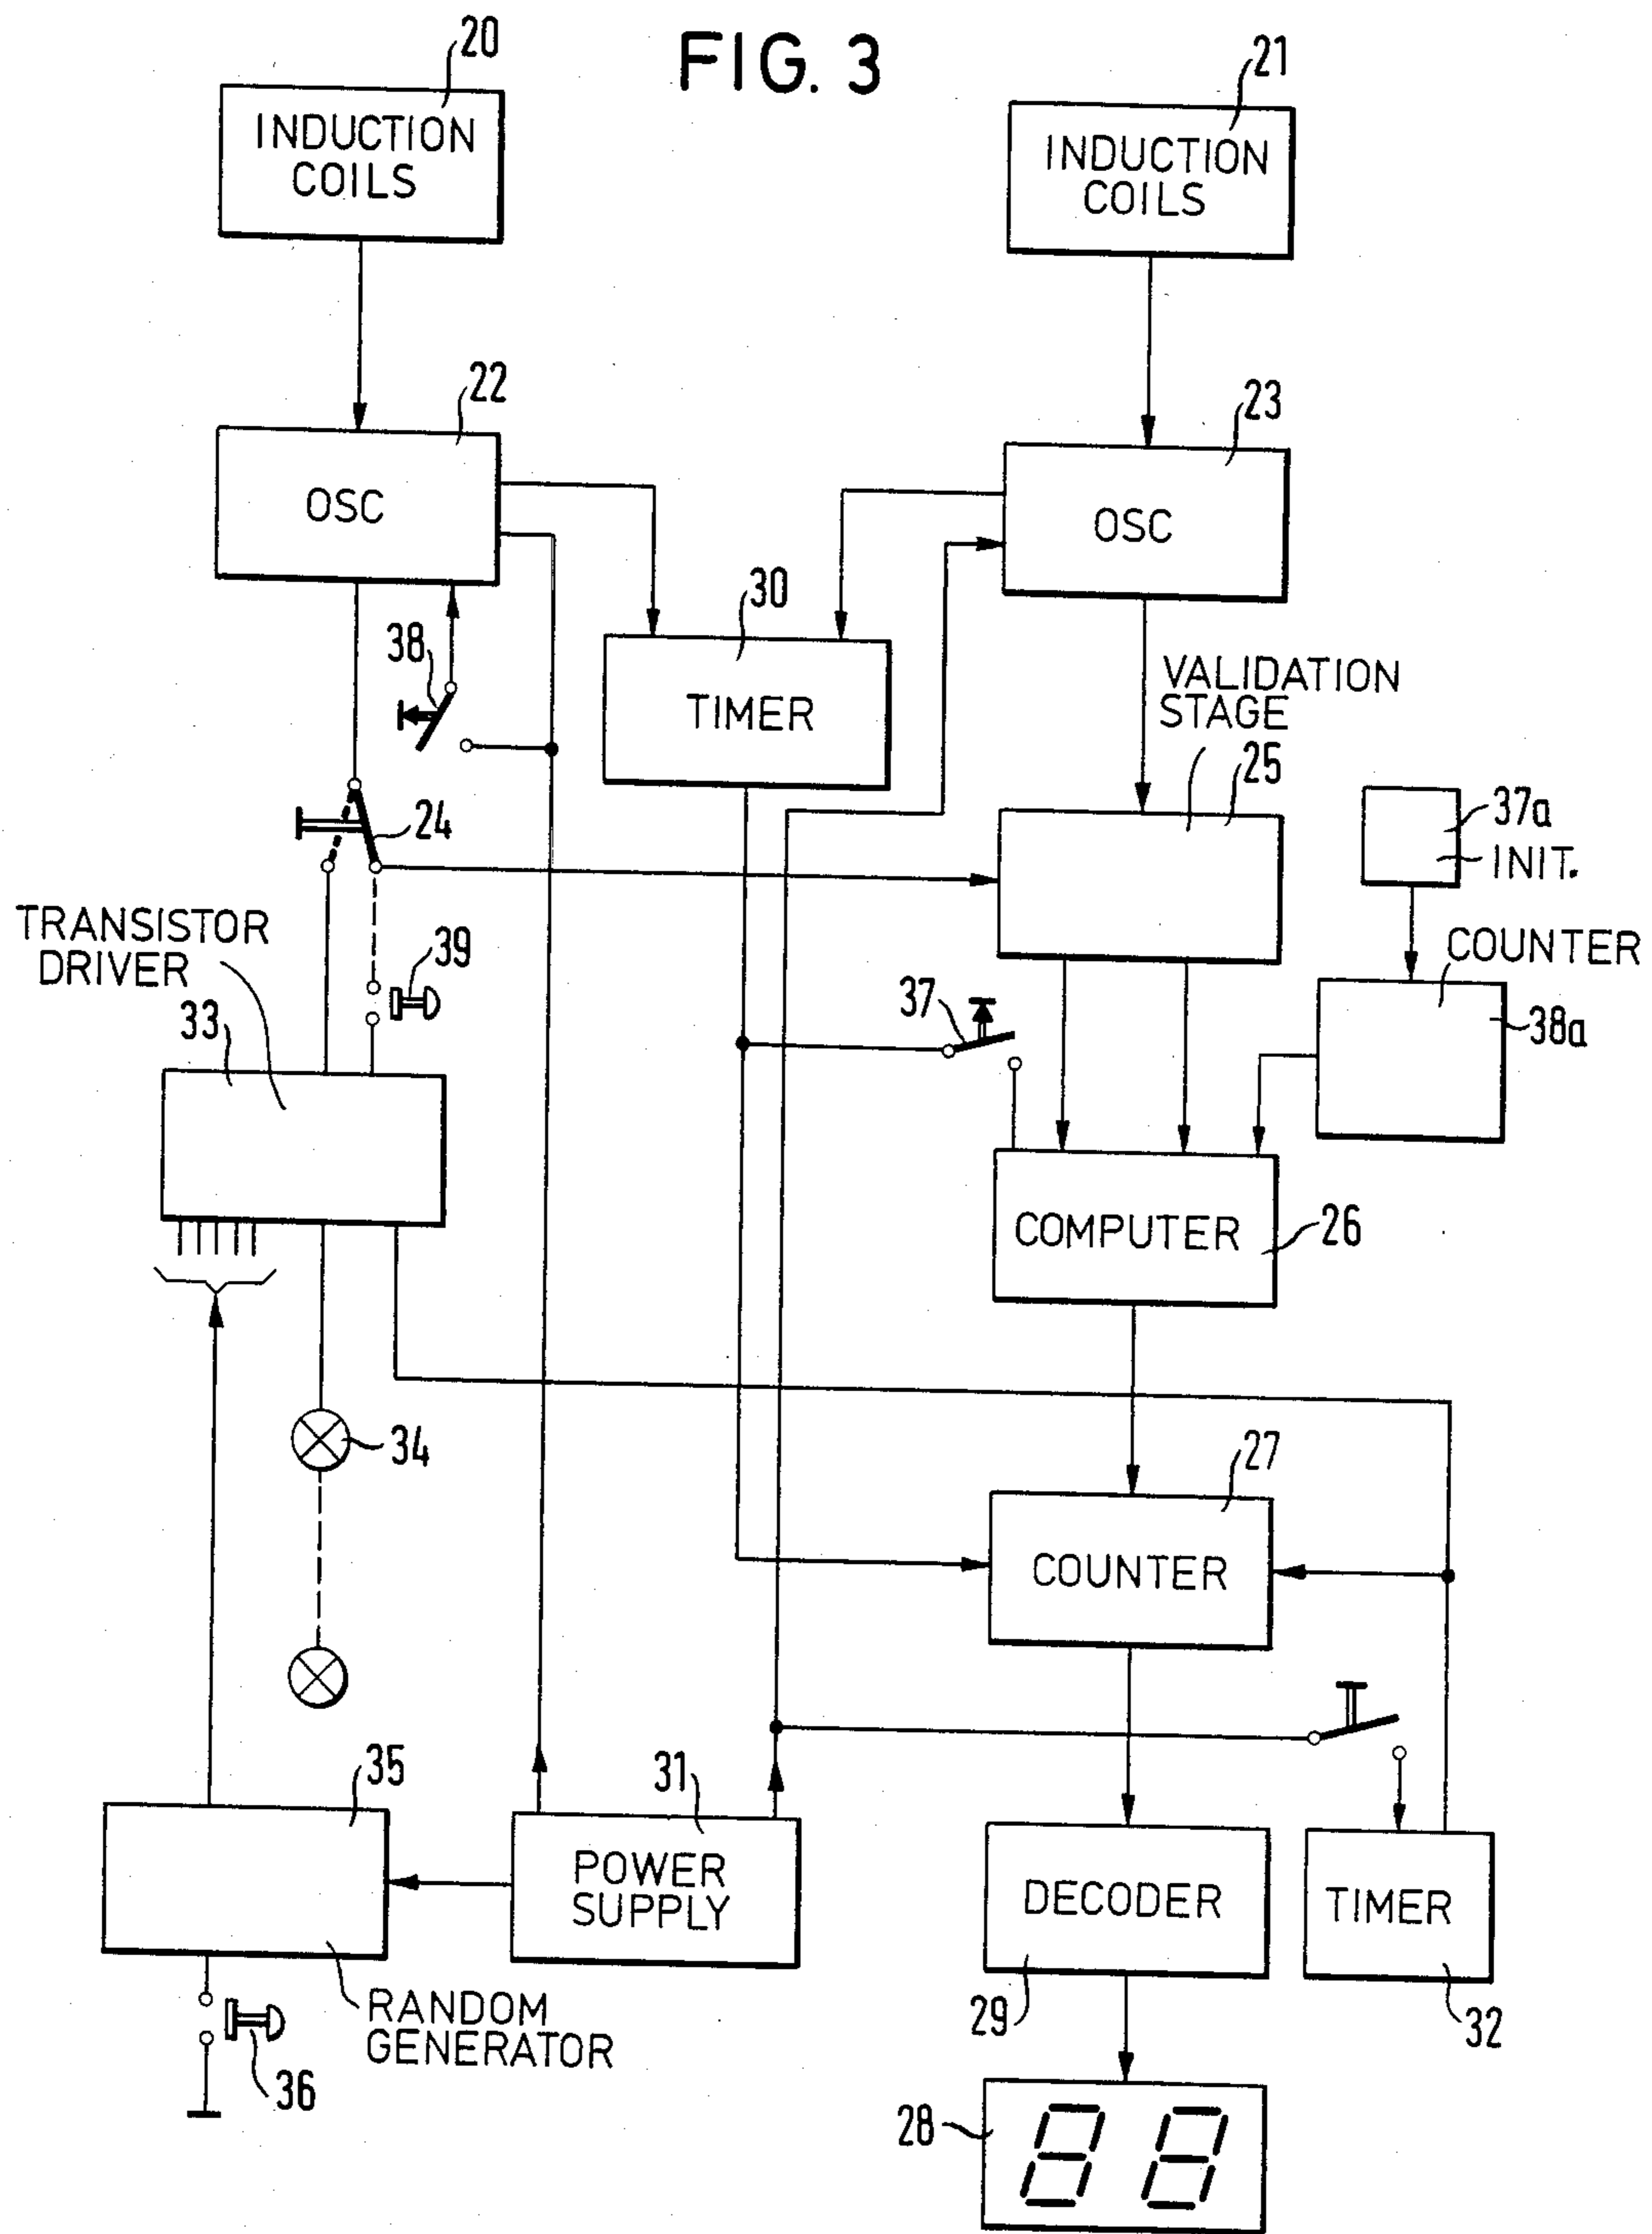 FIG. 3
20
INDUCTION
COILS
21
INDUCTION
COILS
22
OSC
23
OSC
30
TIMER
38
VALIDATION
STAGE
25
24
37a
INIT.
TRANSISTOR
DRIVER
39
COUNTER
38a
33
37
COMPUTER
26
34
27
COUNTER
35
31
POWER
SUPPLY
DECODER
29
TIMER
32
RANDOM
GENERATOR
36
28
88